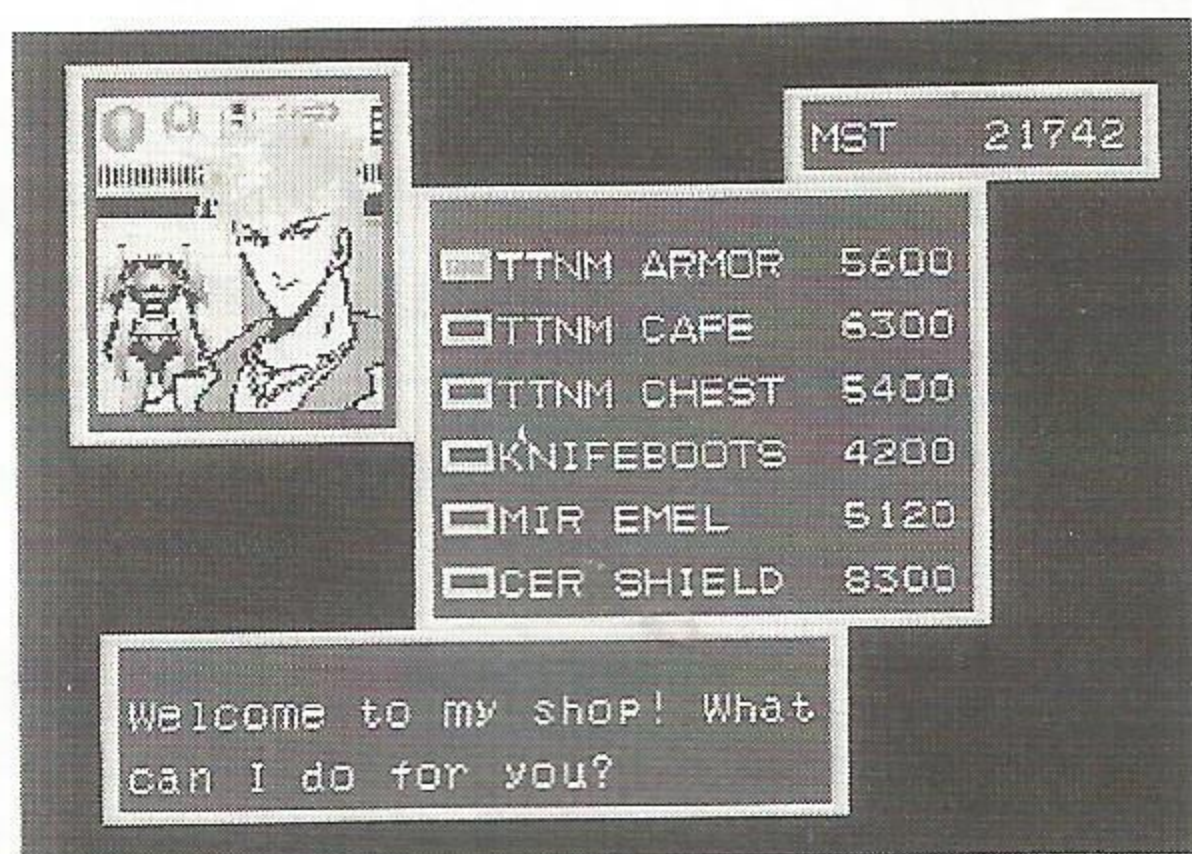 MST 21742
TTNM ARMOR 5600
TTNM CAPE 6300
TTNM CHEST 5400
KNIFEBOOTS 4200
MIR EMEL 5120
CER SHIELD 8300
Welcome to my shop! What
can I do for you?